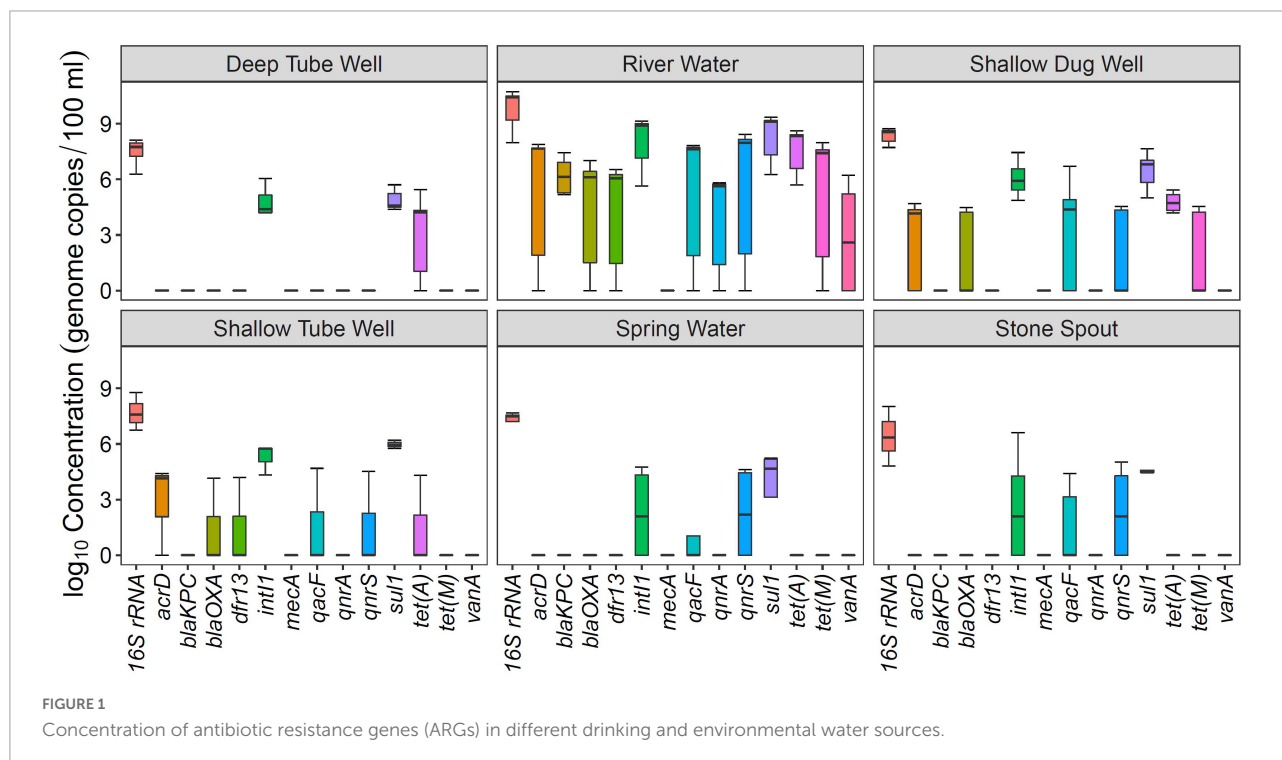 Deep Tube Well
River Water
Shallow Dug Well
9
6
3
0
Shallow Tube Well
Spring Water
Stone Spout
9
6
3
0
log10 Concentration (genome copies/100 ml)
16S rRNA
acrD
blaKPC
blaOXA
dfr13
intI1
mecA
qacF
qnrA
qnrS
sul1
tet(A)
tet(M)
vanA
16S rRNA
acrD
blaKPC
blaOXA
dfr13
intI1
mecA
qacF
qnrA
qnrS
sul1
tet(A)
tet(M)
vanA
16S rRNA
acrD
blaKPC
blaOXA
dfr13
intI1
mecA
qacF
qnrA
qnrS
sul1
tet(A)
tet(M)
vanA
FIGURE 1
Concentration of antibiotic resistance genes (ARGs) in different drinking and environmental water sources.